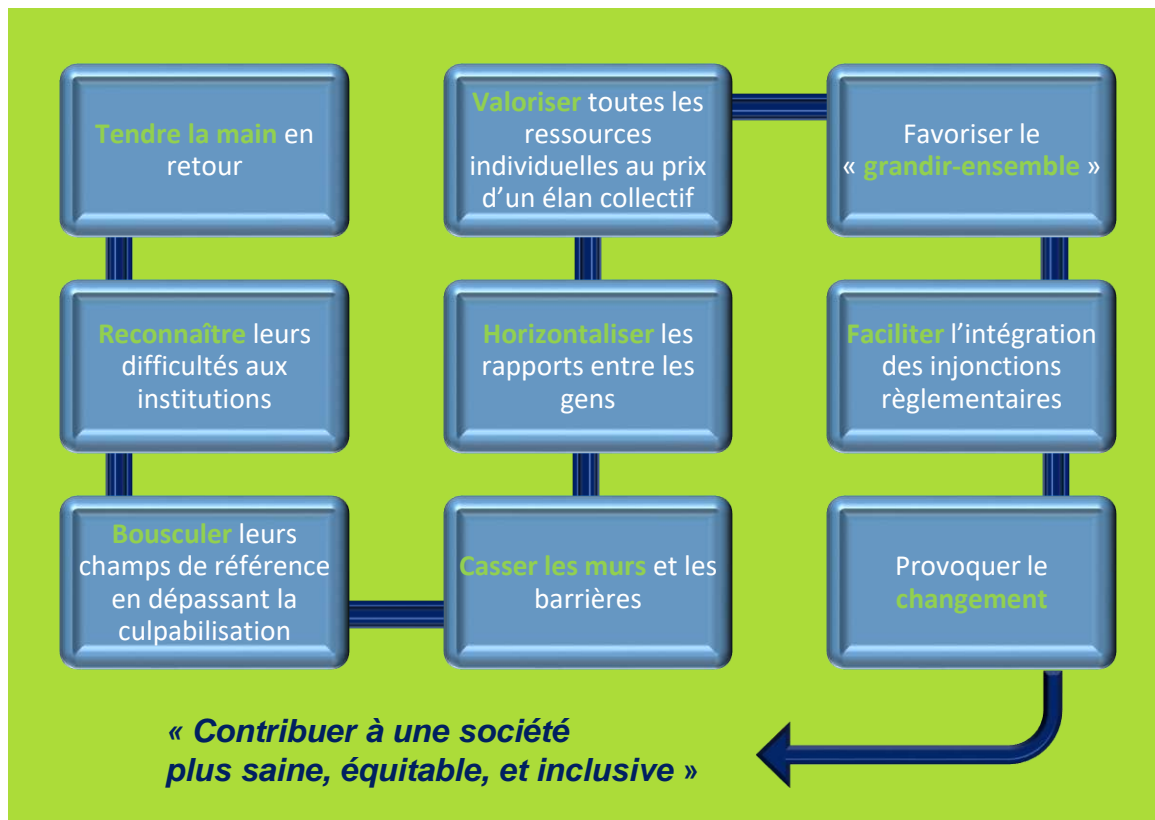 Tendre la main en
retour
Reconnaître leurs
difficultés aux
institutions
Bousculer leurs
champs de référence
en dépassant la
culpabilisation
Casser les murs et les
barrières
Horizontaliser les
rapports entre les
gens
Valoriser toutes les
ressources
individuelles au prix
d’un élan collectif
Favoriser le
« grandir-ensemble »
Faciliter l’intégration
des injonctions
règlementaires
Provoquer le
changement
« Contribuer à une société
plus saine, équitable, et inclusive »